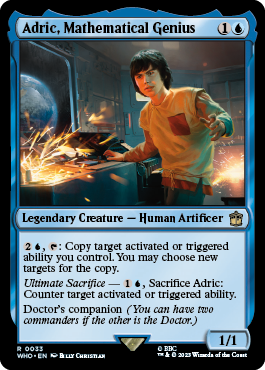 Adric, Mathematical Genius 1
Legendary Creature — Human Artificer
2, : Copy target activated or triggered
ability you control. You may choose new
targets for the copy.
Ultimate Sacrifice — 1, Sacrifice Adric:
Counter target activated or triggered ability.
Doctor's companion (You can have two
commanders if the other is the Doctor.)
1/1
R 0033
WHO • EN Billy Christian
© BBC
™ & © 2023 Wizards of the Coast